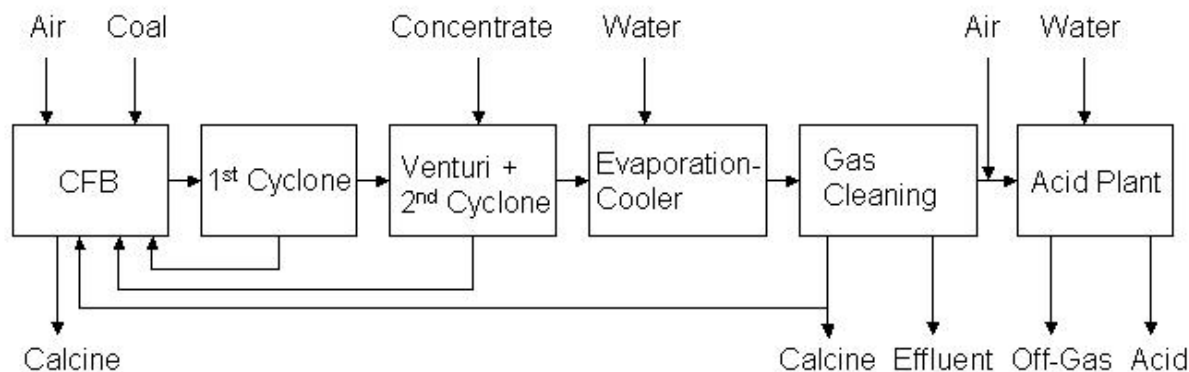 Air Coal Concentrate Water Air Water
CFB
1st Cyclone
Venturi +
2nd Cyclone
Evaporation-
Cooler
Gas
Cleaning
Acid Plant
Calcine Calcine Effluent Off-Gas Acid